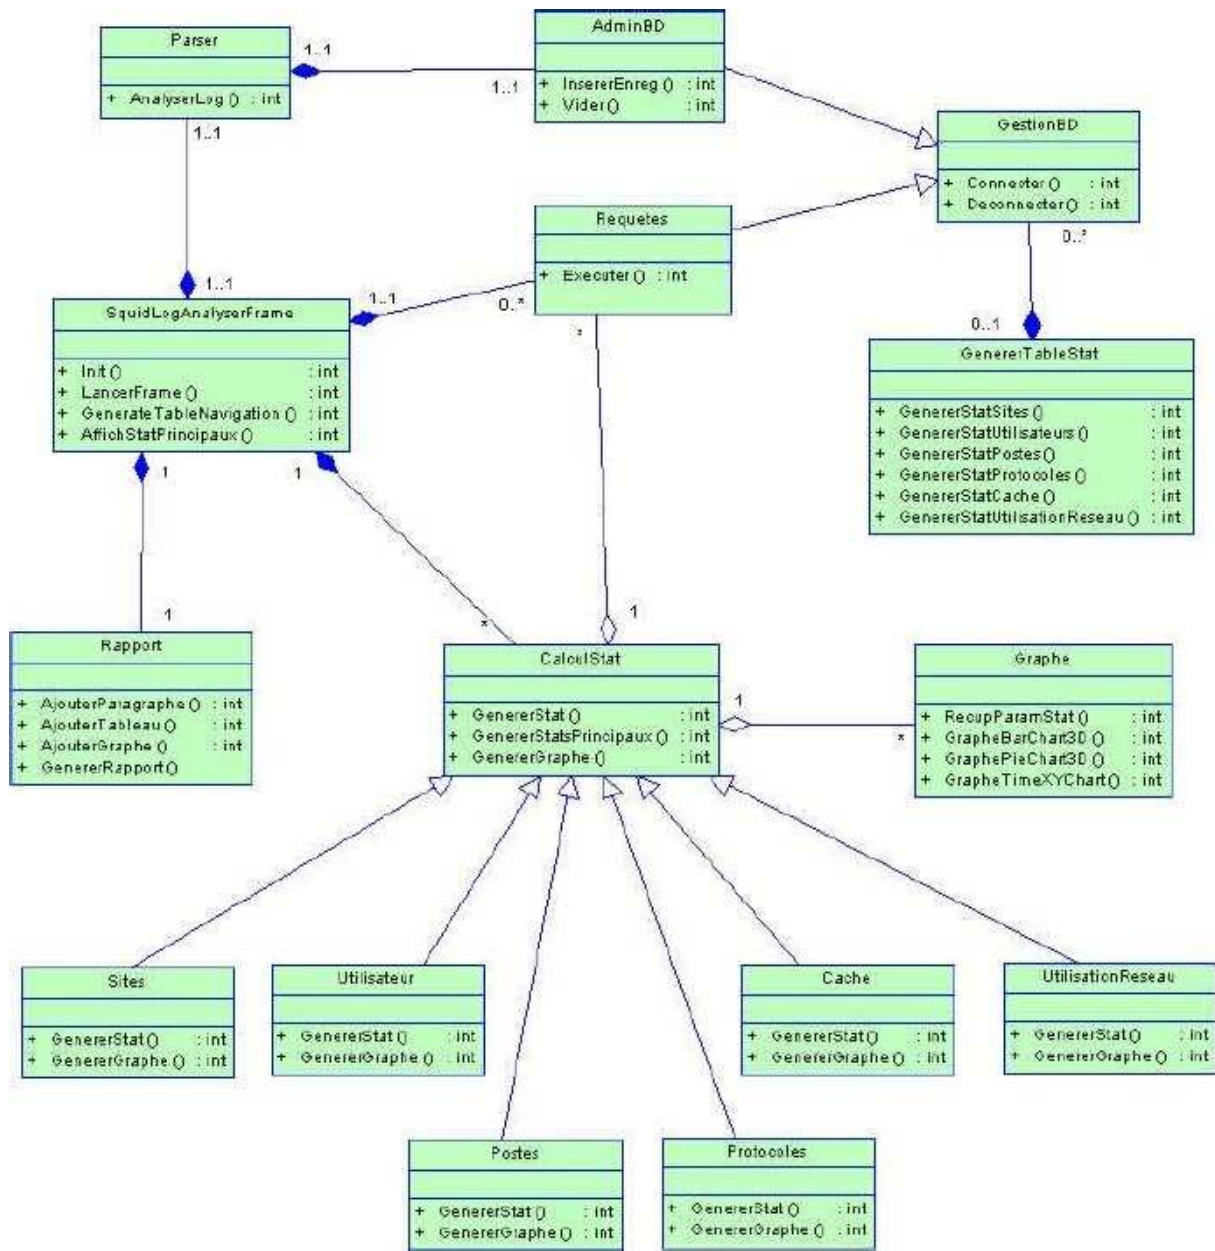 Parser
+ AnalyserLog () : int
1..1
1..1
1..1
AdminBD
+ InsererEnreg () : int
+ Vider () : int
GestionBD
+ Connecter () : int
+ Deconnecter () : int
0..*
Requetes
+ Executer () : int
0..*
*
1..1
1..1
SquidLogAnalyserFrame
+ Init () : int
+ LancerFrame () : int
+ GenerateTableNavigation () : int
+ AffichStatPrincipaux () : int
1
1
0..1
GenererTableStat
+ GenererStatSites () : int
+ GenererStatUtilisateurs () : int
+ GenererStatPostes () : int
+ GenererStatProtocoles () : int
+ GenererStatCache () : int
+ GenererStatUtilisationReseau () : int
1
Rapport
+ AjouterParagraphe () : int
+ AjouterTableau () : int
+ AjouterGraphe () : int
+ GenererRapport ()
*
1
CalculStat
+ GenererStat () : int
+ GenererStatsPrincipaux () : int
+ GenererGraphe () : int
1
*
Graphe
+ RecupParamStat () : int
+ GrapheBarChart3D () : int
+ GraphePieChart3D () : int
+ GrapheTimeXYChart () : int
Sites
+ GenererStat () : int
+ GenererGraphe () : int
Utilisateur
+ GenererStat () : int
+ GenererGraphe () : int
Cache
+ GenererStat () : int
+ GenererGraphe () : int
UtilisationReseau
+ GenererStat () : int
+ GenererGraphe () : int
Postes
+ GenererStat () : int
+ GenererGraphe () : int
Protocoles
+ GenererStat () : int
+ GenererGraphe () : int